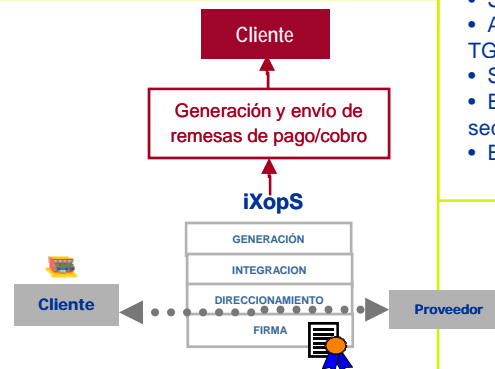 Cliente
Generación y envío de
remesas de pago/cobro
iXopS
GENERACIÓN
INTEGRACION
DIRECCIONAMIENTO
FIRMA
Cliente
Proveedor
• S
• A
TG
• S
• E
sec
• E